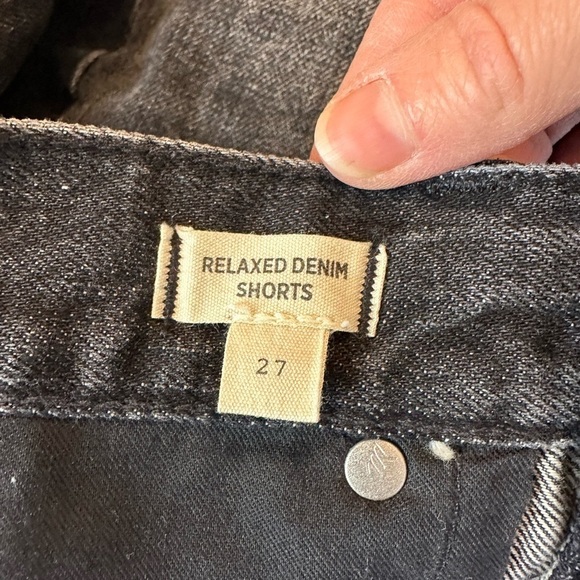 RELAXED DENIM
SHORTS
27